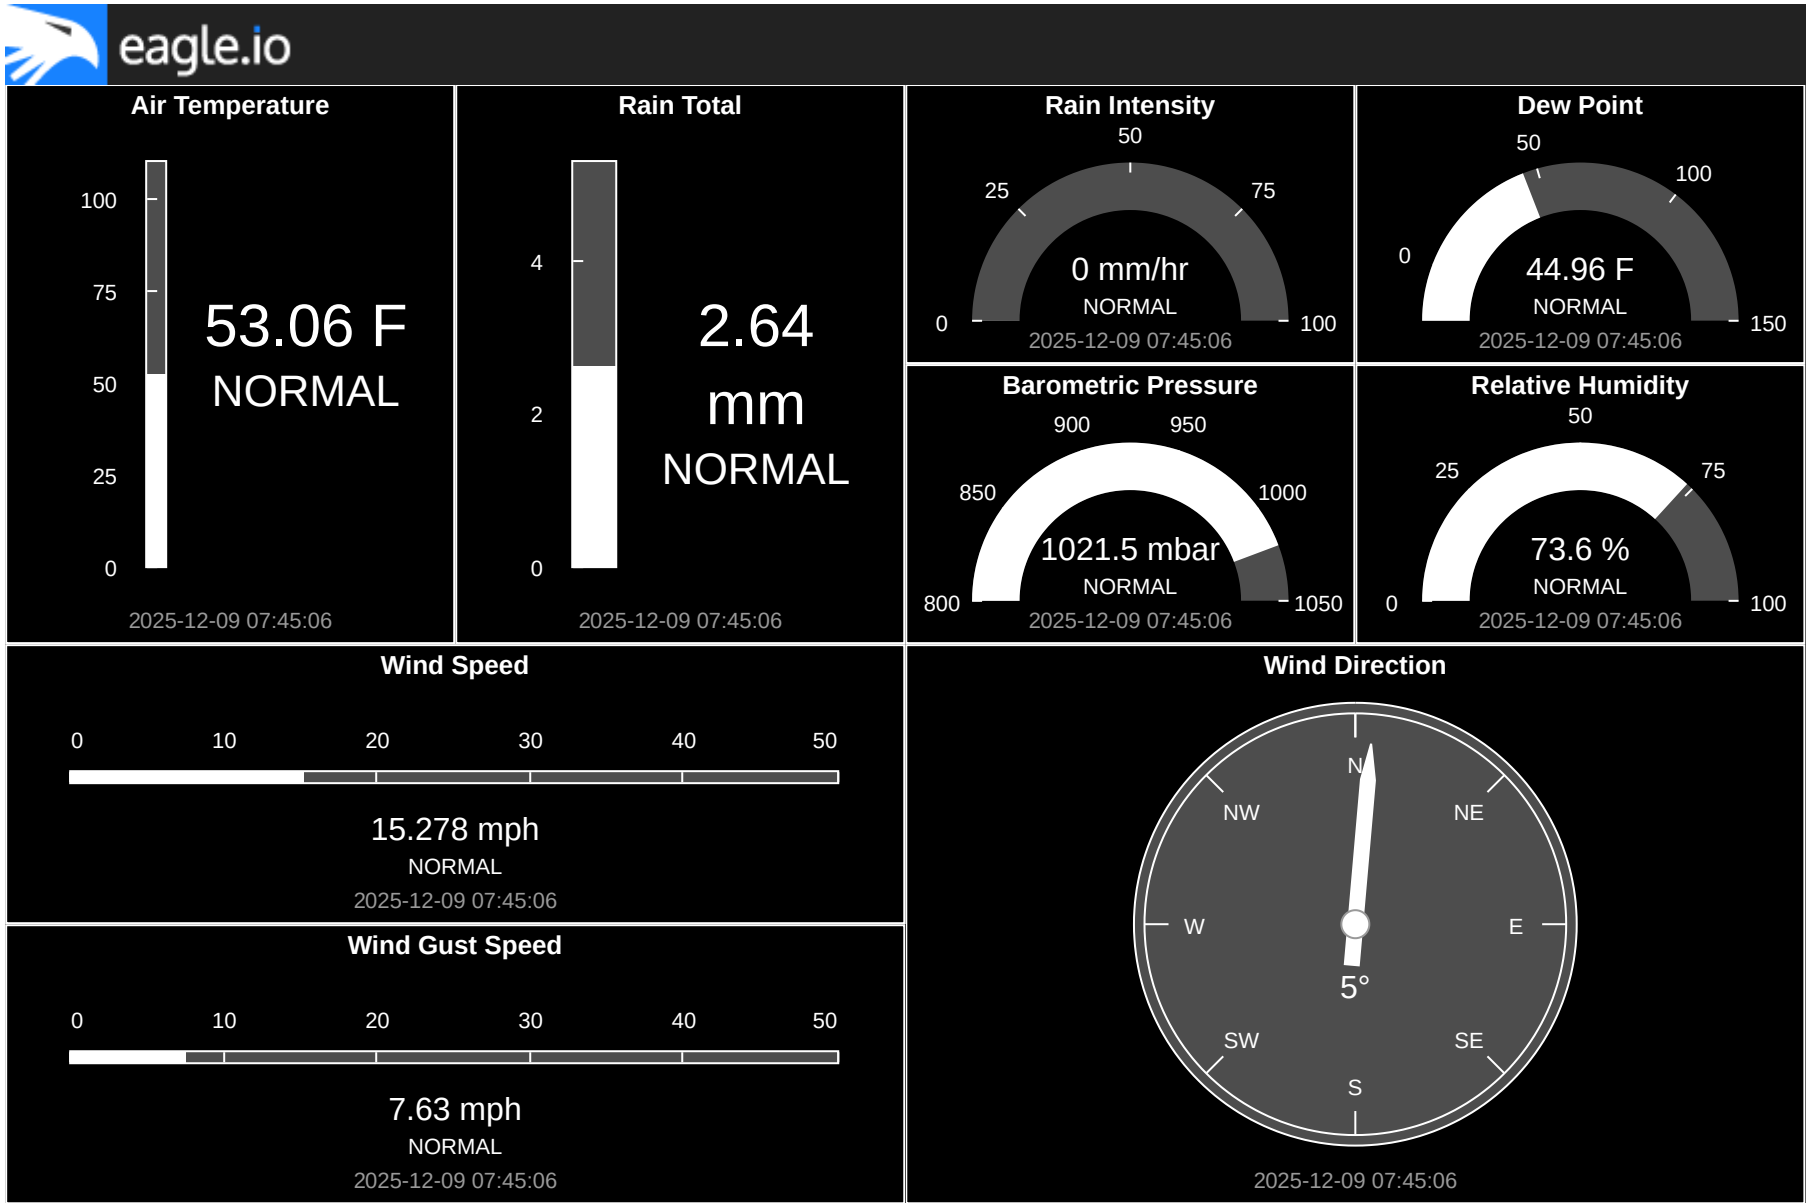 eagle.io
Air Temperature
100
75
50
25
0
53.06 F
NORMAL
2025-12-09 07:45:06
Rain Total
4
2
0
2.64
mm
NORMAL
2025-12-09 07:45:06
Rain Intensity
50
25
75
0
100
0 mm/hr
NORMAL
2025-12-09 07:45:06
Dew Point
50
100
0
150
44.96 F
NORMAL
2025-12-09 07:45:06
Barometric Pressure
900
950
850
1000
800
1050
1021.5 mbar
NORMAL
2025-12-09 07:45:06
Relative Humidity
50
25
75
0
100
73.6 %
NORMAL
2025-12-09 07:45:06
Wind Speed
0 10 20 30 40 50
15.278 mph
NORMAL
2025-12-09 07:45:06
Wind Gust Speed
0 10 20 30 40 50
7.63 mph
NORMAL
2025-12-09 07:45:06
Wind Direction
N
NW
NE
W
E
5°
SW
SE
S
2025-12-09 07:45:06